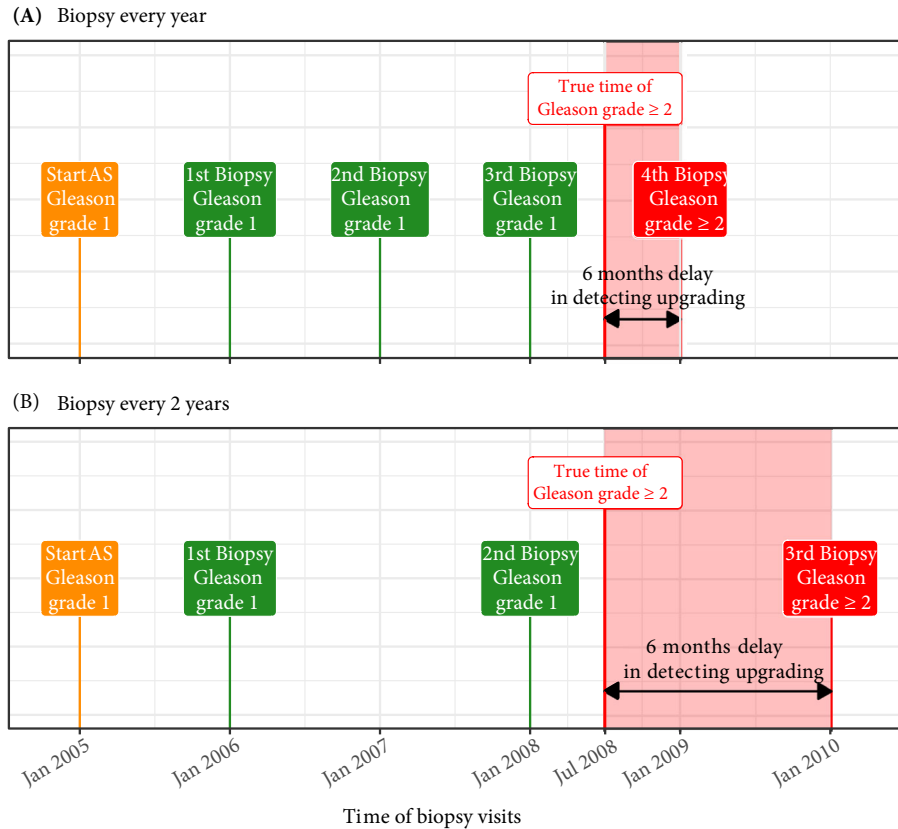 (A) Biopsy every year
True time of
Gleason grade ≥ 2
Start AS
Gleason
grade 1
1st Biopsy
Gleason
grade 1
2nd Biopsy
Gleason
grade 1
3rd Biopsy
Gleason
grade 1
4th Biopsy
Gleason
grade ≥ 2
6 months delay
in detecting upgrading
(B) Biopsy every 2 years
True time of
Gleason grade ≥ 2
Start AS
Gleason
grade 1
1st Biopsy
Gleason
grade 1
2nd Biopsy
Gleason
grade 1
3rd Biopsy
Gleason
grade ≥ 2
6 months delay
in detecting upgrading
Jan 2005
Jan 2006
Jan 2007
Jan 2008
Jul 2008
Jan 2009
Jan 2010
Time of biopsy visits